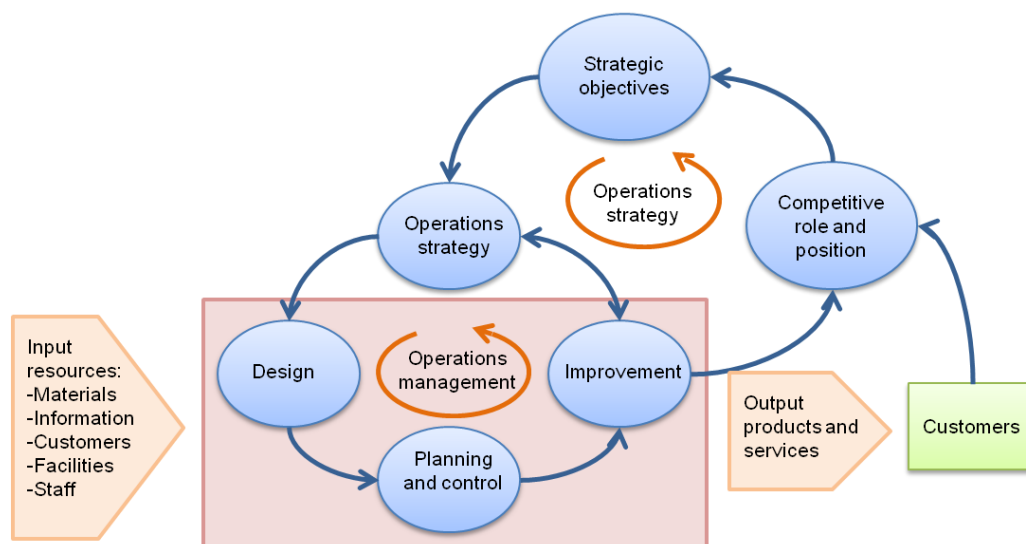 Strategic
objectives
Operations
strategy
Competitive
role and
position
Operations
strategy
Input
resources:
-Materials
-Information
-Customers
-Facilities
-Staff
Design
Operations
management
Improvement
Planning
and control
Output
products and
services
Customers